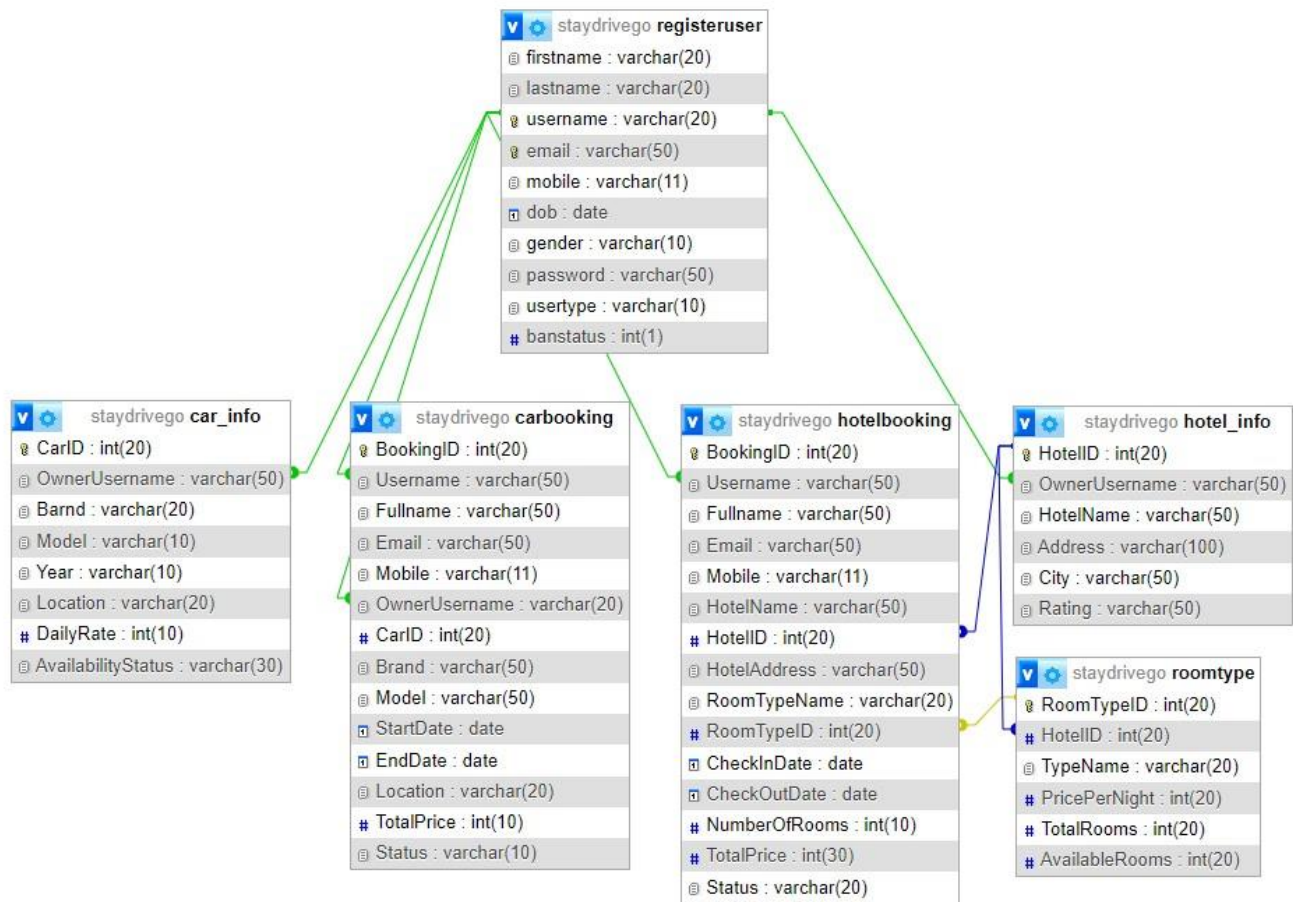 staydrivego registeruser
firstname : varchar(20)
lastname : varchar(20)
username : varchar(20)
email : varchar(50)
mobile : varchar(11)
dob : date
gender : varchar(10)
password : varchar(50)
usertype : varchar(10)
# banstatus : int(1)
staydrivego car_info
CarID : int(20)
OwnerUsername : varchar(50)
Barnd : varchar(20)
Model : varchar(10)
Year : varchar(10)
Location : varchar(20)
# DailyRate : int(10)
AvailabilityStatus : varchar(30)
staydrivego carbooking
BookingID : int(20)
Username : varchar(50)
Fullname : varchar(50)
Email : varchar(50)
Mobile : varchar(11)
OwnerUsername : varchar(20)
# CarID : int(20)
Brand : varchar(50)
Model : varchar(50)
StartDate : date
EndDate : date
Location : varchar(20)
# TotalPrice : int(10)
Status : varchar(10)
staydrivego hotelbooking
BookingID : int(20)
Username : varchar(50)
Fullname : varchar(50)
Email : varchar(50)
Mobile : varchar(11)
HotelName : varchar(50)
# HotelID : int(20)
HotelAddress : varchar(50)
RoomTypeName : varchar(20)
# RoomTypeID : int(20)
CheckInDate : date
CheckOutDate : date
# NumberOfRooms : int(10)
# TotalPrice : int(30)
Status : varchar(20)
staydrivego hotel_info
HotelID : int(20)
OwnerUsername : varchar(50)
HotelName : varchar(50)
Address : varchar(100)
City : varchar(50)
Rating : varchar(50)
staydrivego roomtype
RoomTypeID : int(20)
# HotelID : int(20)
TypeName : varchar(20)
# PricePerNight : int(20)
# TotalRooms : int(20)
# AvailableRooms : int(20)